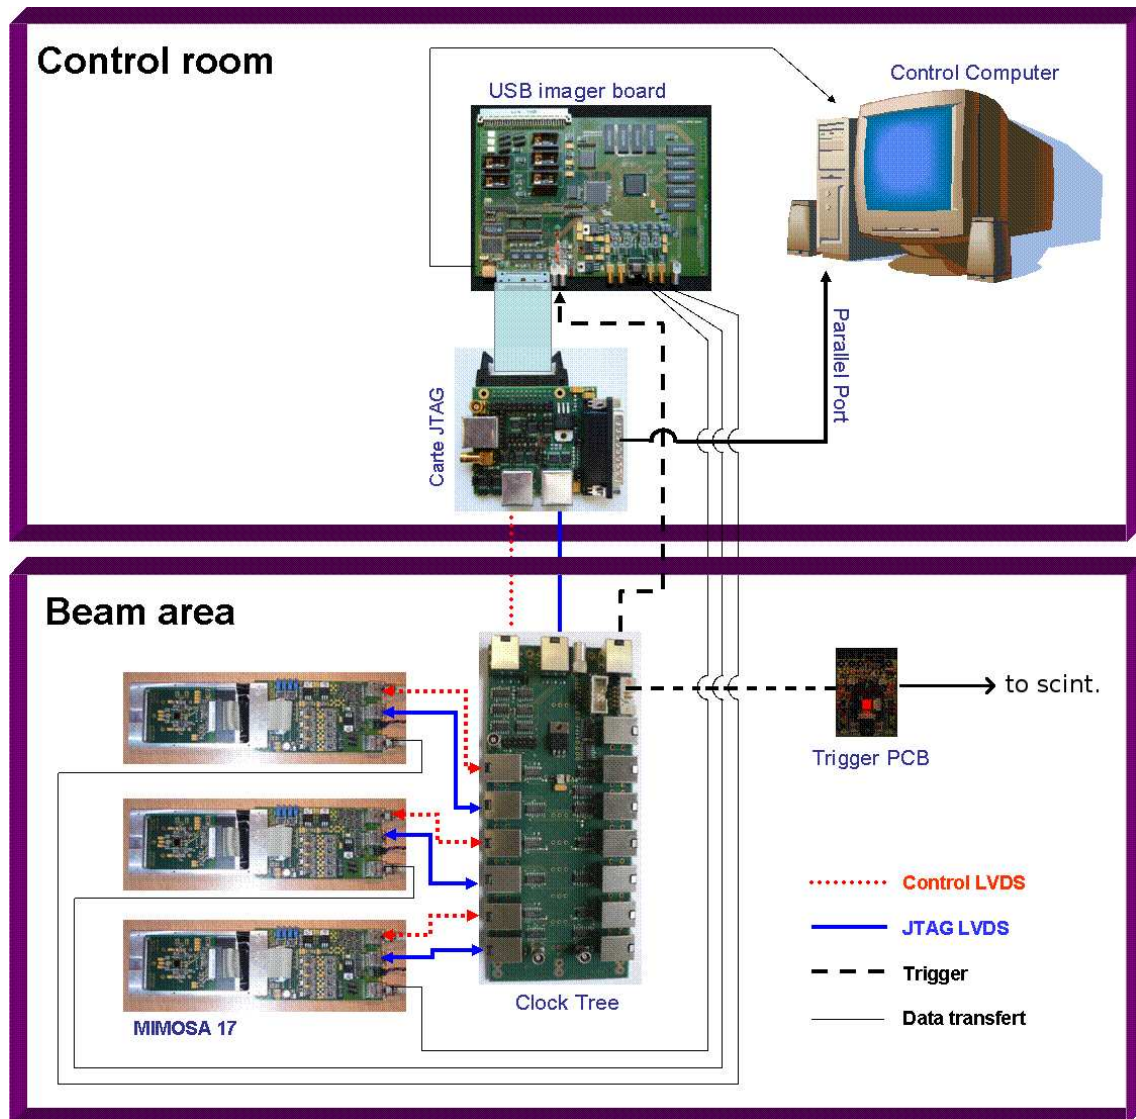 Control room
USB imager board
Control Computer
Carte JTAG
Parallel Port
Beam area
to scint.
Trigger PCB
Control LVDS
JTAG LVDS
Trigger
Data transfert
Clock Tree
MIMOSA 17